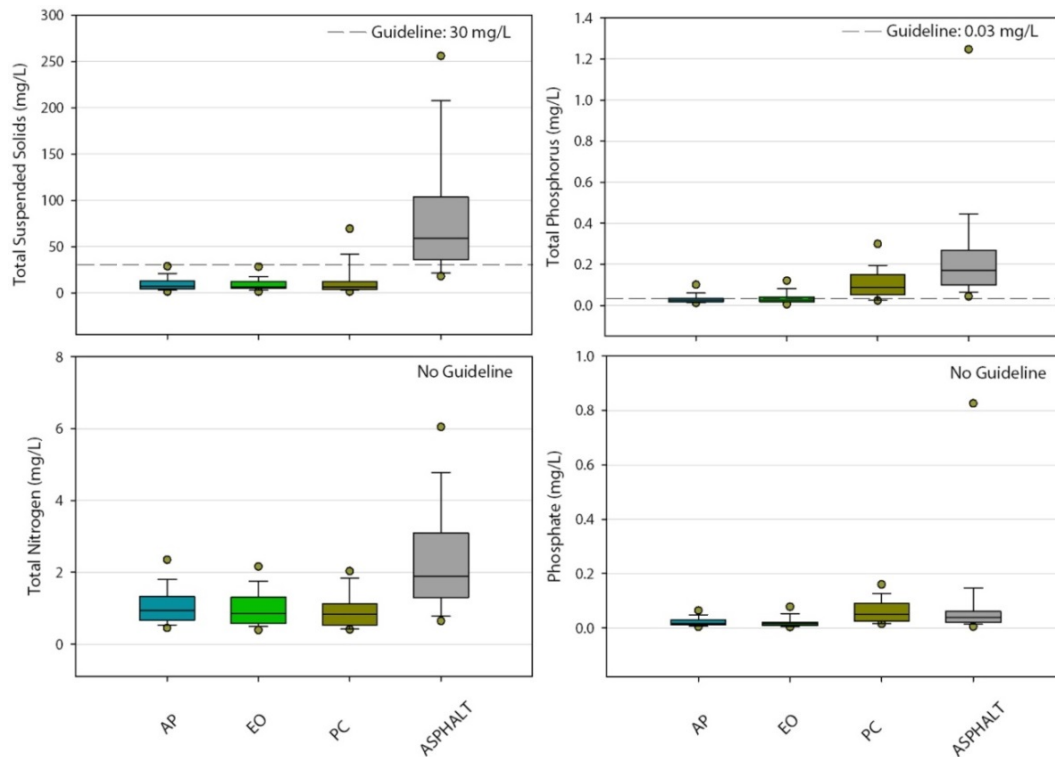 Guideline: 30 mg/L
Total Suspended Solids (mg/L)
300
250
200
150
100
50
0
Guideline: 0.03 mg/L
Total Phosphorus (mg/L)
1.4
1.2
1.0
0.8
0.6
0.4
0.2
0.0
No Guideline
Total Nitrogen (mg/L)
8
6
4
2
0
AP
EO
PC
ASPHALT
No Guideline
Phosphate (mg/L)
1.0
0.8
0.6
0.4
0.2
0.0
AP
EO
PC
ASPHALT